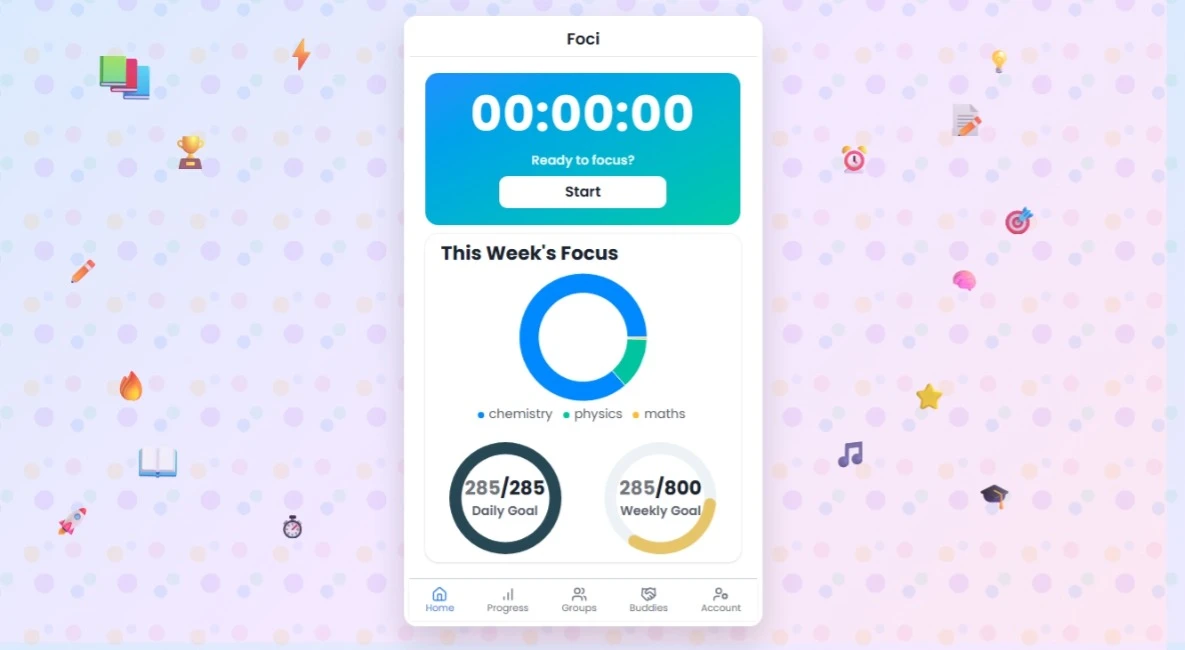 Foci
00:00:00
Ready to focus?
Start
This Week's Focus
chemistry physics maths
285/285 285/800
Daily Goal Weekly Goal
Home Progress Groups Buddies Account